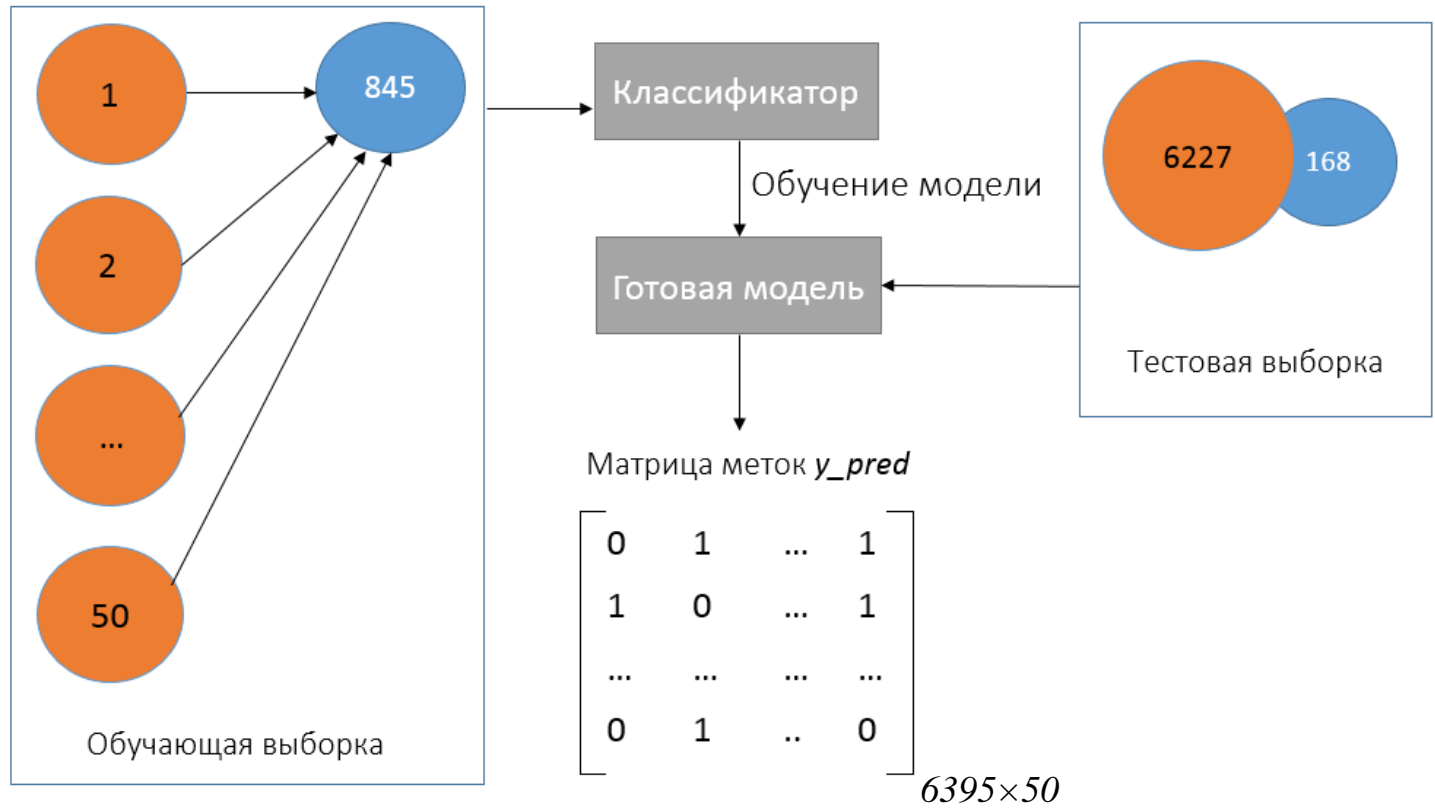 1
845
2
...
50
Обучающая выборка
Классификатор
Обучение модели
Готовая модель
6227
168
Тестовая выборка
Матрица меток y_pred
0 1 ... 1
1 0 ... 1
... ... ... ...
0 1 .. 0
6395×50